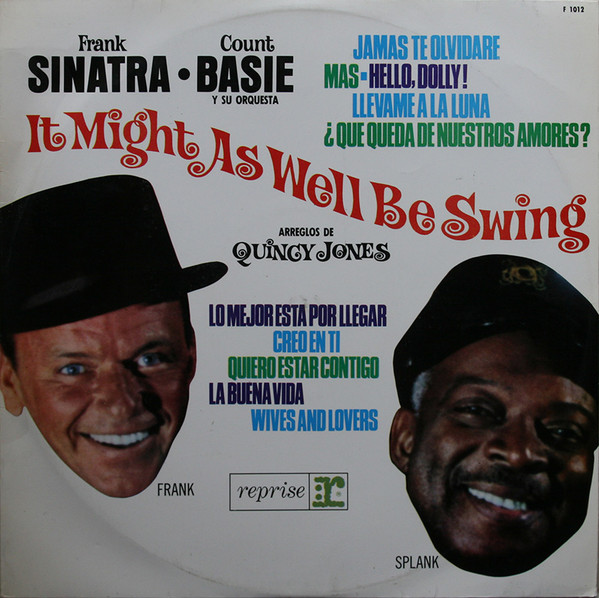 F 1012
Frank
SINATRA •
Count
BASIE
Y SU ORQUESTA
JAMAS TE OLVIDARE
MAS - HELLO, DOLLY!
LLEVAME A LA LUNA
¿QUE QUEDA DE NUESTROS AMORES?
It Might As Well Be Swing
ARREGLOS DE
QUINCY JONES
LO MEJOR ESTA POR LLEGAR
CREO EN TI
QUIERO ESTAR CONTIGO
LA BUENA VIDA
WIVES AND LOVERS
FRANK
reprise r
SPLANK